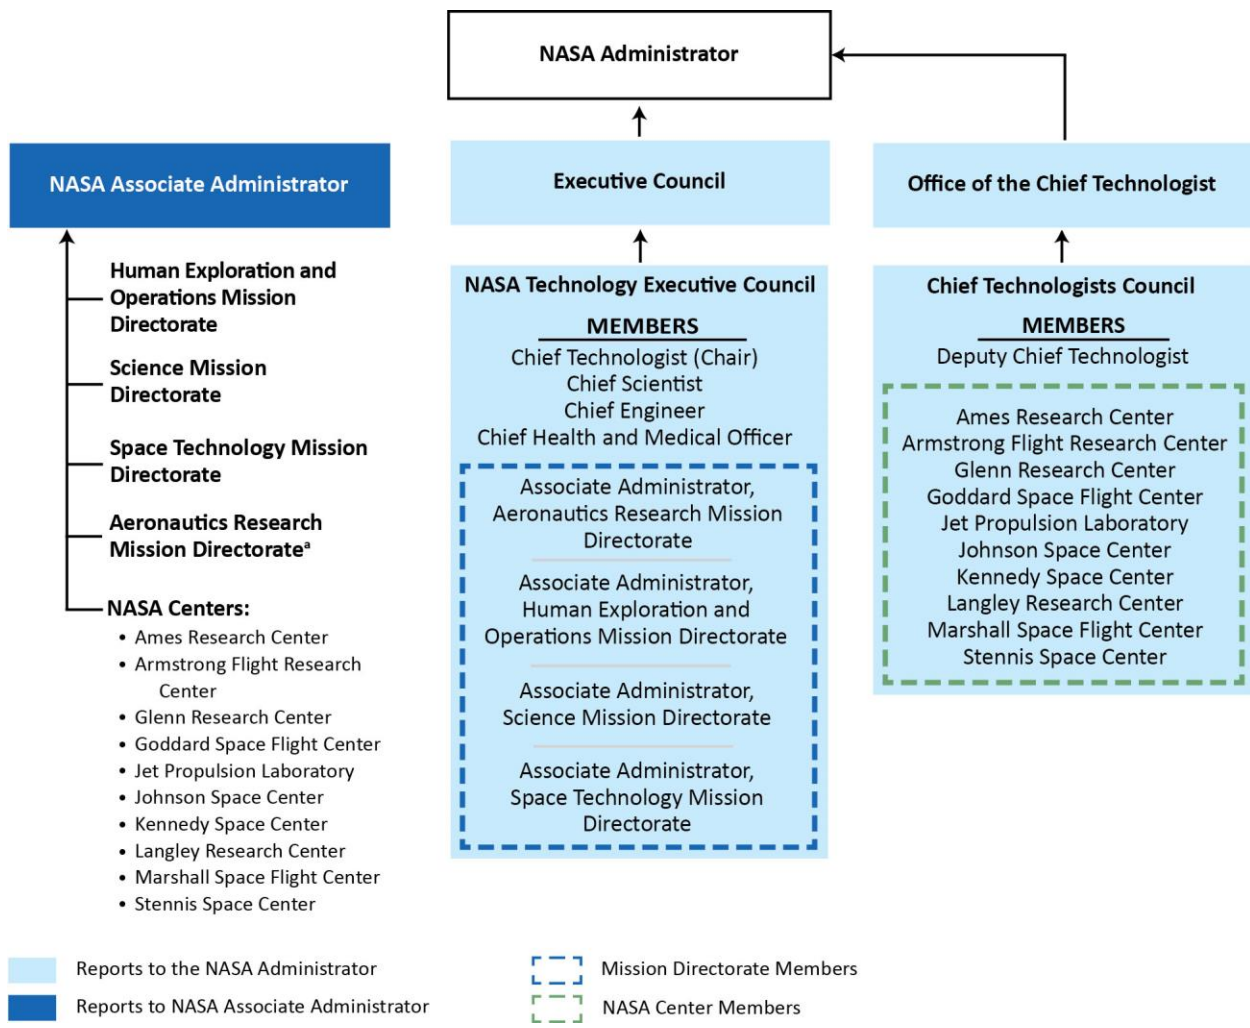 NASA Administrator
NASA Associate Administrator
Executive Council
Office of the Chief Technologist
Human Exploration and
Operations Mission
Directorate
Science Mission
Directorate
Space Technology Mission
Directorate
Aeronautics Research
Mission Directorateª
NASA Centers:
• Ames Research Center
• Armstrong Flight Research
Center
• Glenn Research Center
• Goddard Space Flight Center
• Jet Propulsion Laboratory
• Johnson Space Center
• Kennedy Space Center
• Langley Research Center
• Marshall Space Flight Center
• Stennis Space Center
NASA Technology Executive Council
MEMBERS
Chief Technologist (Chair)
Chief Scientist
Chief Engineer
Chief Health and Medical Officer
Associate Administrator,
Aeronautics Research Mission
Directorate
Associate Administrator,
Human Exploration and
Operations Mission Directorate
Associate Administrator,
Science Mission Directorate
Associate Administrator,
Space Technology Mission
Directorate
Chief Technologists Council
MEMBERS
Deputy Chief Technologist
Ames Research Center
Armstrong Flight Research Center
Glenn Research Center
Goddard Space Flight Center
Jet Propulsion Laboratory
Johnson Space Center
Kennedy Space Center
Langley Research Center
Marshall Space Flight Center
Stennis Space Center
Reports to the NASA Administrator
Reports to NASA Associate Administrator
Mission Directorate Members
NASA Center Members